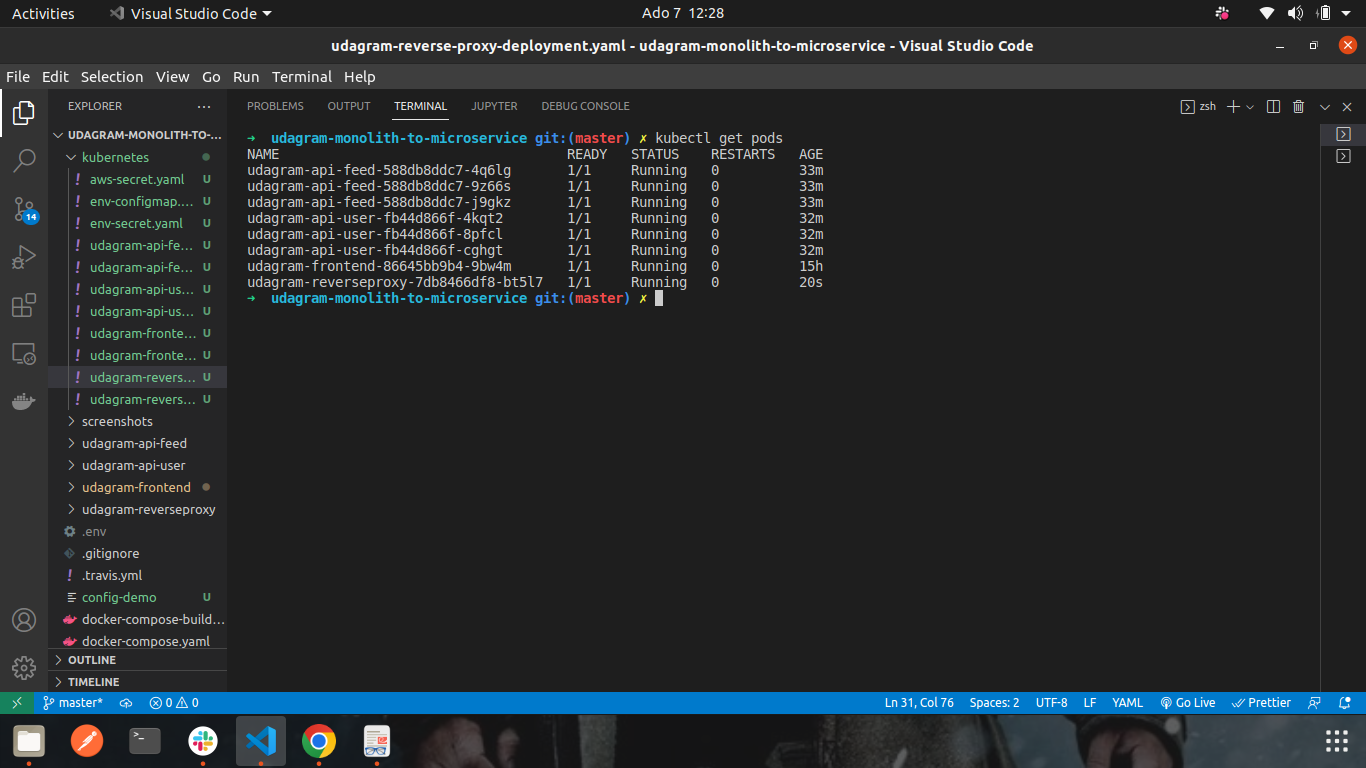 Activities
Visual Studio Code
Ado 7 12:28
udagram-reverse-proxy-deployment.yaml - udagram-monolith-to-microservice - Visual Studio Code
File Edit Selection View Go Run Terminal Help
EXPLORER
PROBLEMS OUTPUT TERMINAL JUPYTER DEBUG CONSOLE
zsh
UDAGRAM-MONOLITH-TO-...
kubernetes
! aws-secret.yaml U
! env-configmap.... U
! env-secret.yaml U
! udagram-api-fe... U
! udagram-api-fe... U
! udagram-api-us... U
! udagram-api-us... U
! udagram-fronte... U
! udagram-fronte... U
! udagram-revers... U
! udagram-revers... U
screenshots
udagram-api-feed
udagram-api-user
udagram-frontend
udagram-reverseproxy
.env
.gitignore
! .travis.yml
config-demo U
docker-compose-build...
docker-compose.yaml
OUTLINE
TIMELINE
14
➜ udagram-monolith-to-microservice git:(master) ✗ kubectl get pods
NAME READY STATUS RESTARTS AGE
udagram-api-feed-588db8ddc7-4q6lg 1/1 Running 0 33m
udagram-api-feed-588db8ddc7-9z66s 1/1 Running 0 33m
udagram-api-feed-588db8ddc7-j9gkz 1/1 Running 0 33m
udagram-api-user-fb44d866f-4kqt2 1/1 Running 0 32m
udagram-api-user-fb44d866f-8pfcl 1/1 Running 0 32m
udagram-api-user-fb44d866f-cghgt 1/1 Running 0 32m
udagram-frontend-86645bb9b4-9bw4m 1/1 Running 0 15h
udagram-reverseproxy-7db8466df8-bt5l7 1/1 Running 0 20s
➜ udagram-monolith-to-microservice git:(master) ✗
master* 0 0 Ln 31, Col 76 Spaces: 2 UTF-8 LF YAML Go Live Prettier